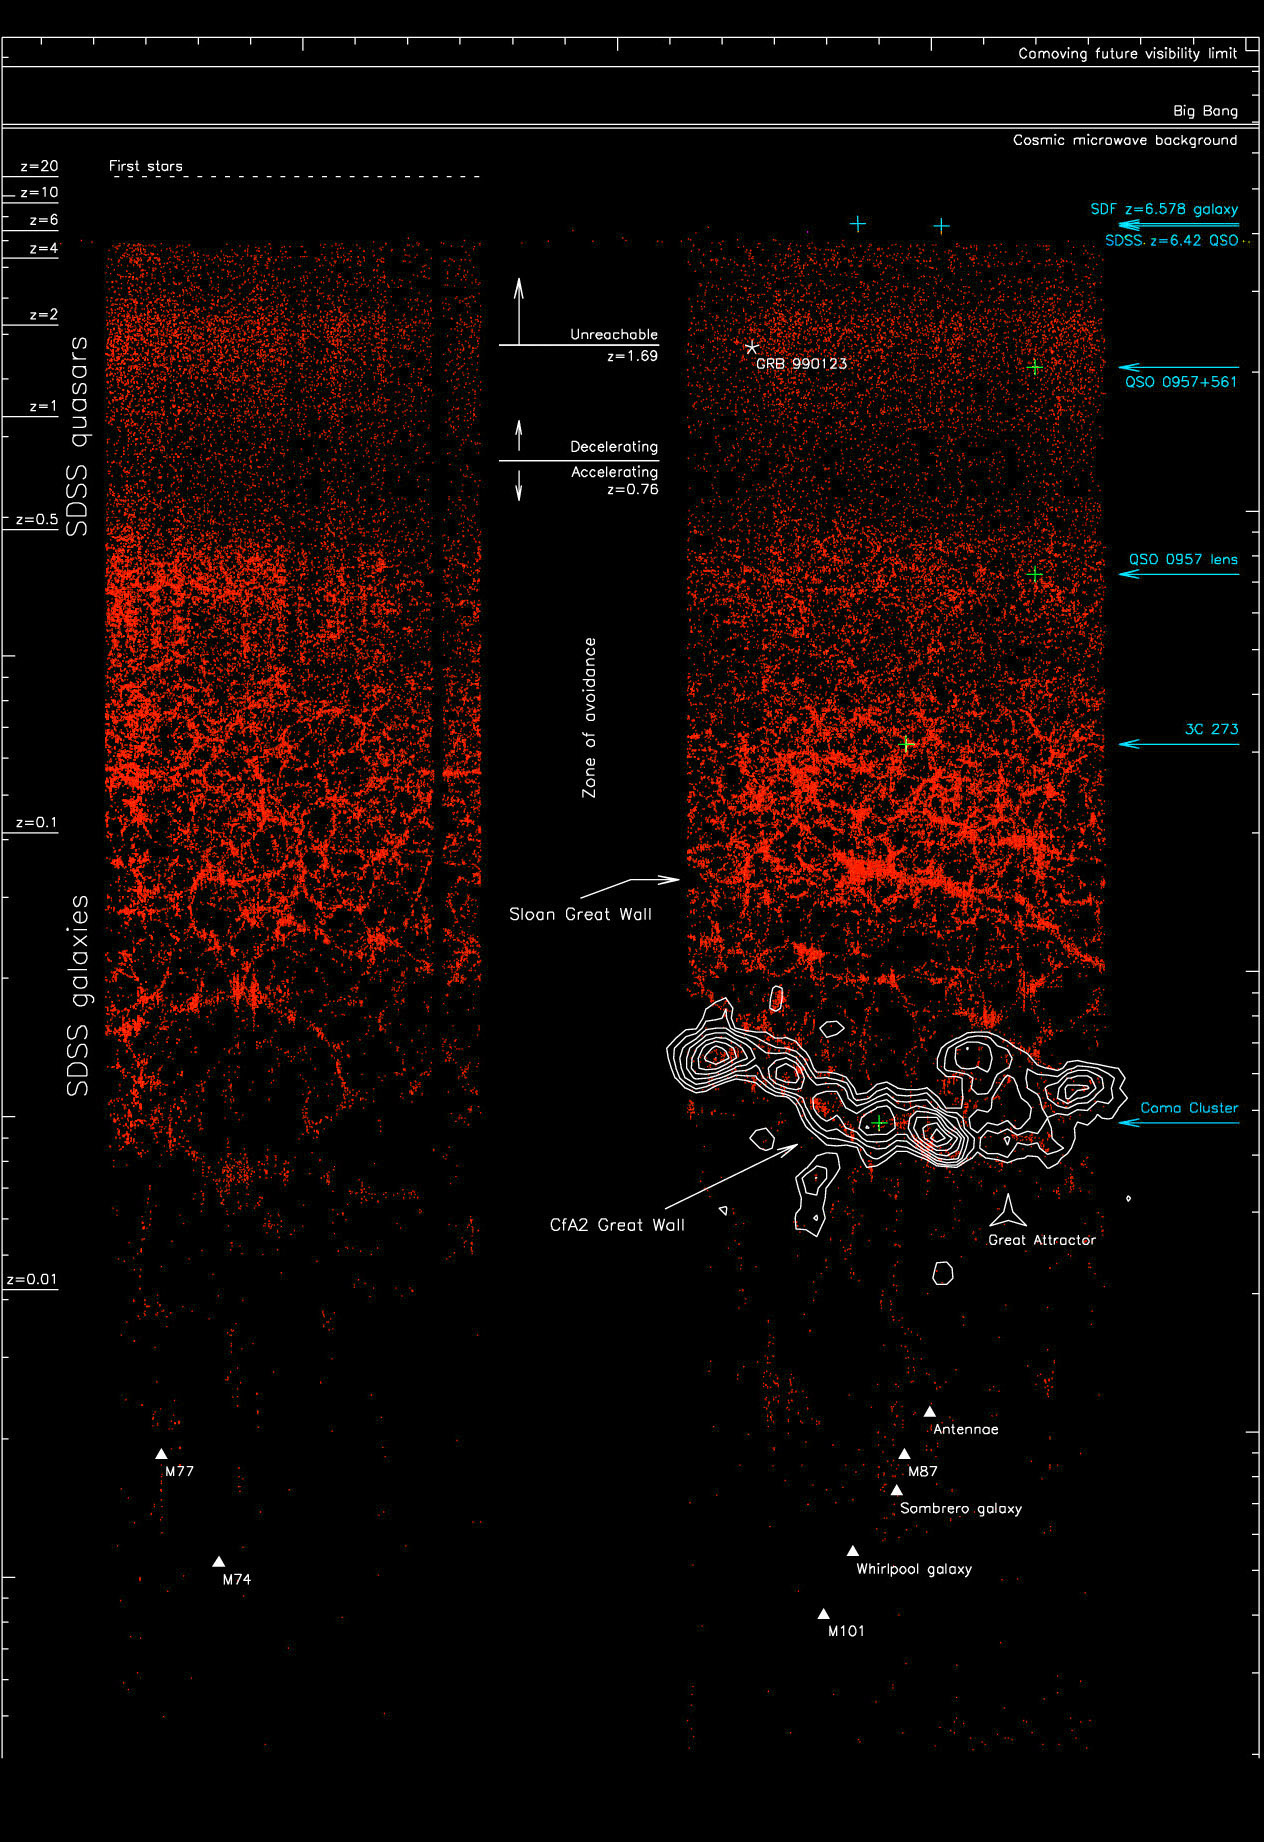 Comoving future visibility limit
Big Bang
Cosmic microwave background
z=20
First stars
z=10
z=6
SDF z=6.578 galaxy
SDSS z=6.42 QSO
z=4
z=2
Unreachable
z=1.69
GRB 990123
QSO 0957+561
z=1
SDSS quasars
Decelerating
Accelerating
z=0.76
z=0.5
QSO 0957 lens
Zone of avoidance
3C 273
z=0.1
Sloan Great Wall
SDSS galaxies
Coma Cluster
CfA2 Great Wall
Great Attractor
z=0.01
Antennae
M77
M87
Sombrero galaxy
Whirlpool galaxy
M74
M101